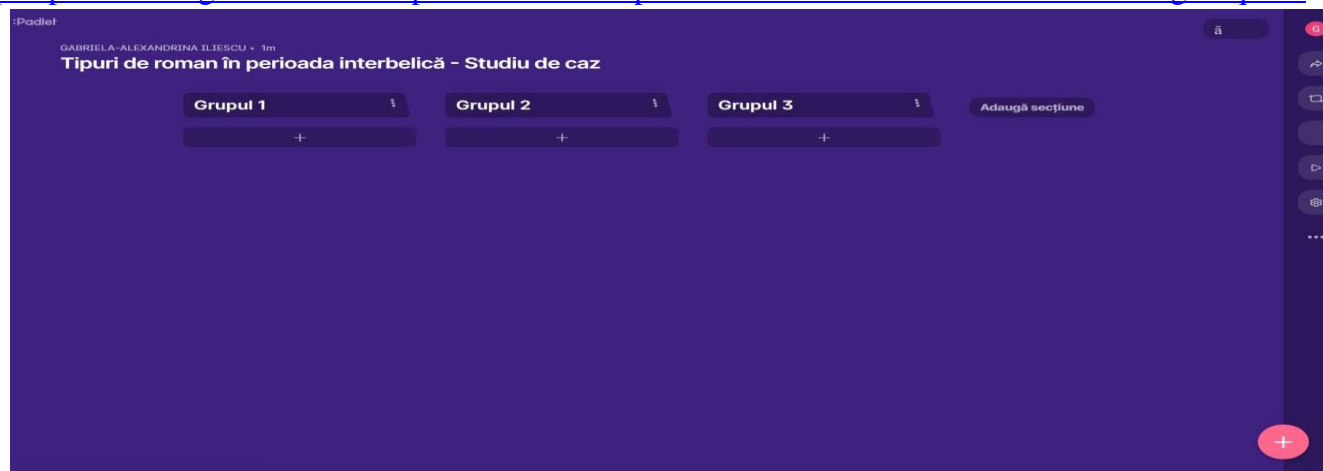 :Padlet
ă
G
GABRIELA-ALEXANDRINA ILIESCU • 1m
Tipuri de roman în perioada interbelică - Studiu de caz
Grupul 1
Grupul 2
Grupul 3
Adaugă secțiune